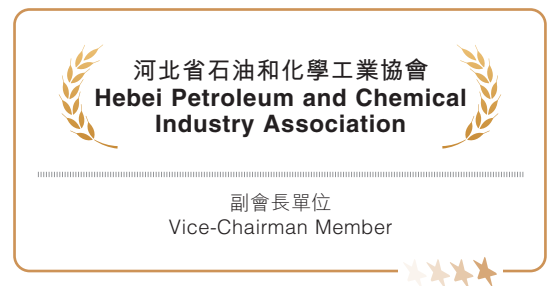 河北省石油和化學工業協會
Hebei Petroleum and Chemical
Industry Association
副會長單位
Vice-Chairman Member